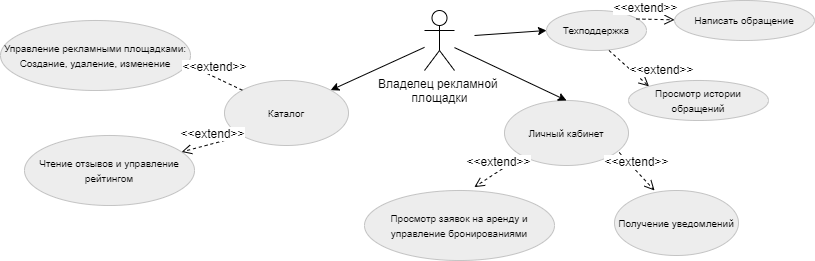 <<extend>>
Написать обращение
Техподдержка
Управление рекламными площадками:
Создание, удаление, изменение
<<extend>>
<<extend>>
Владелец рекламной
площадки
Просмотр истории
обращений
Каталог
<<extend>>
Личный кабинет
Чтение отзывов и управление
рейтингом
<<extend>>
<<extend>>
Просмотр заявок на аренду и
управление бронированиями
Получение уведомлений